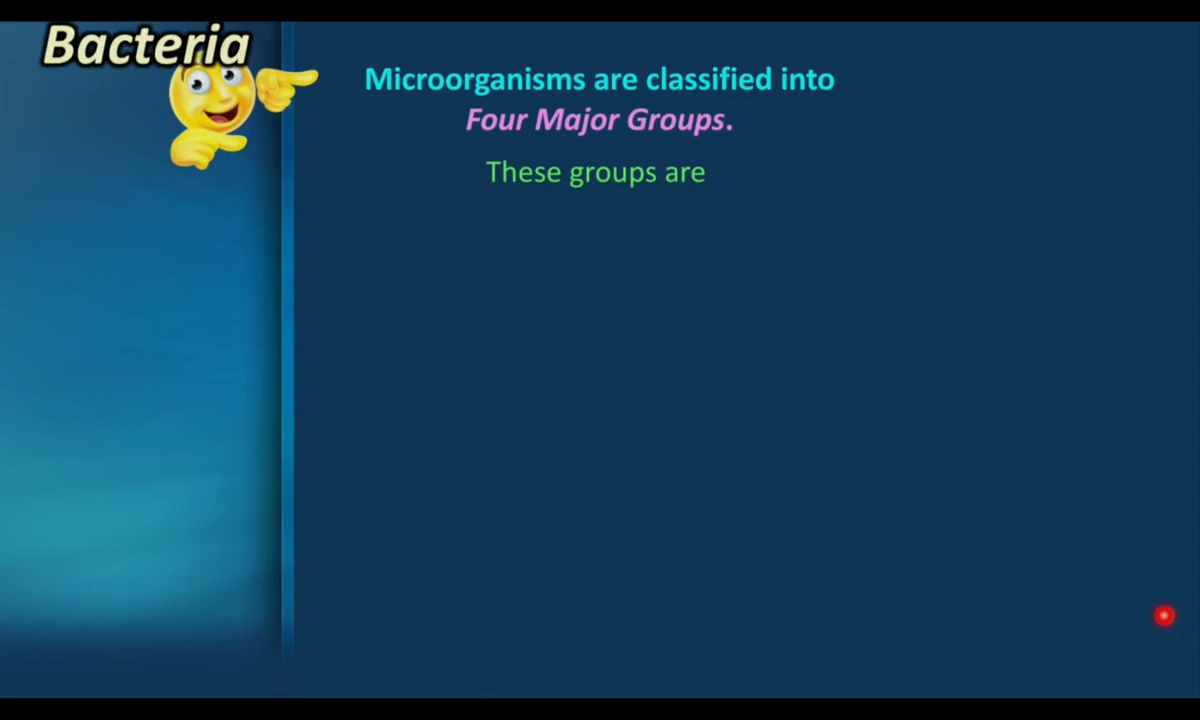 Bacteria
Microorganisms are classified into
Four Major Groups.
These groups are